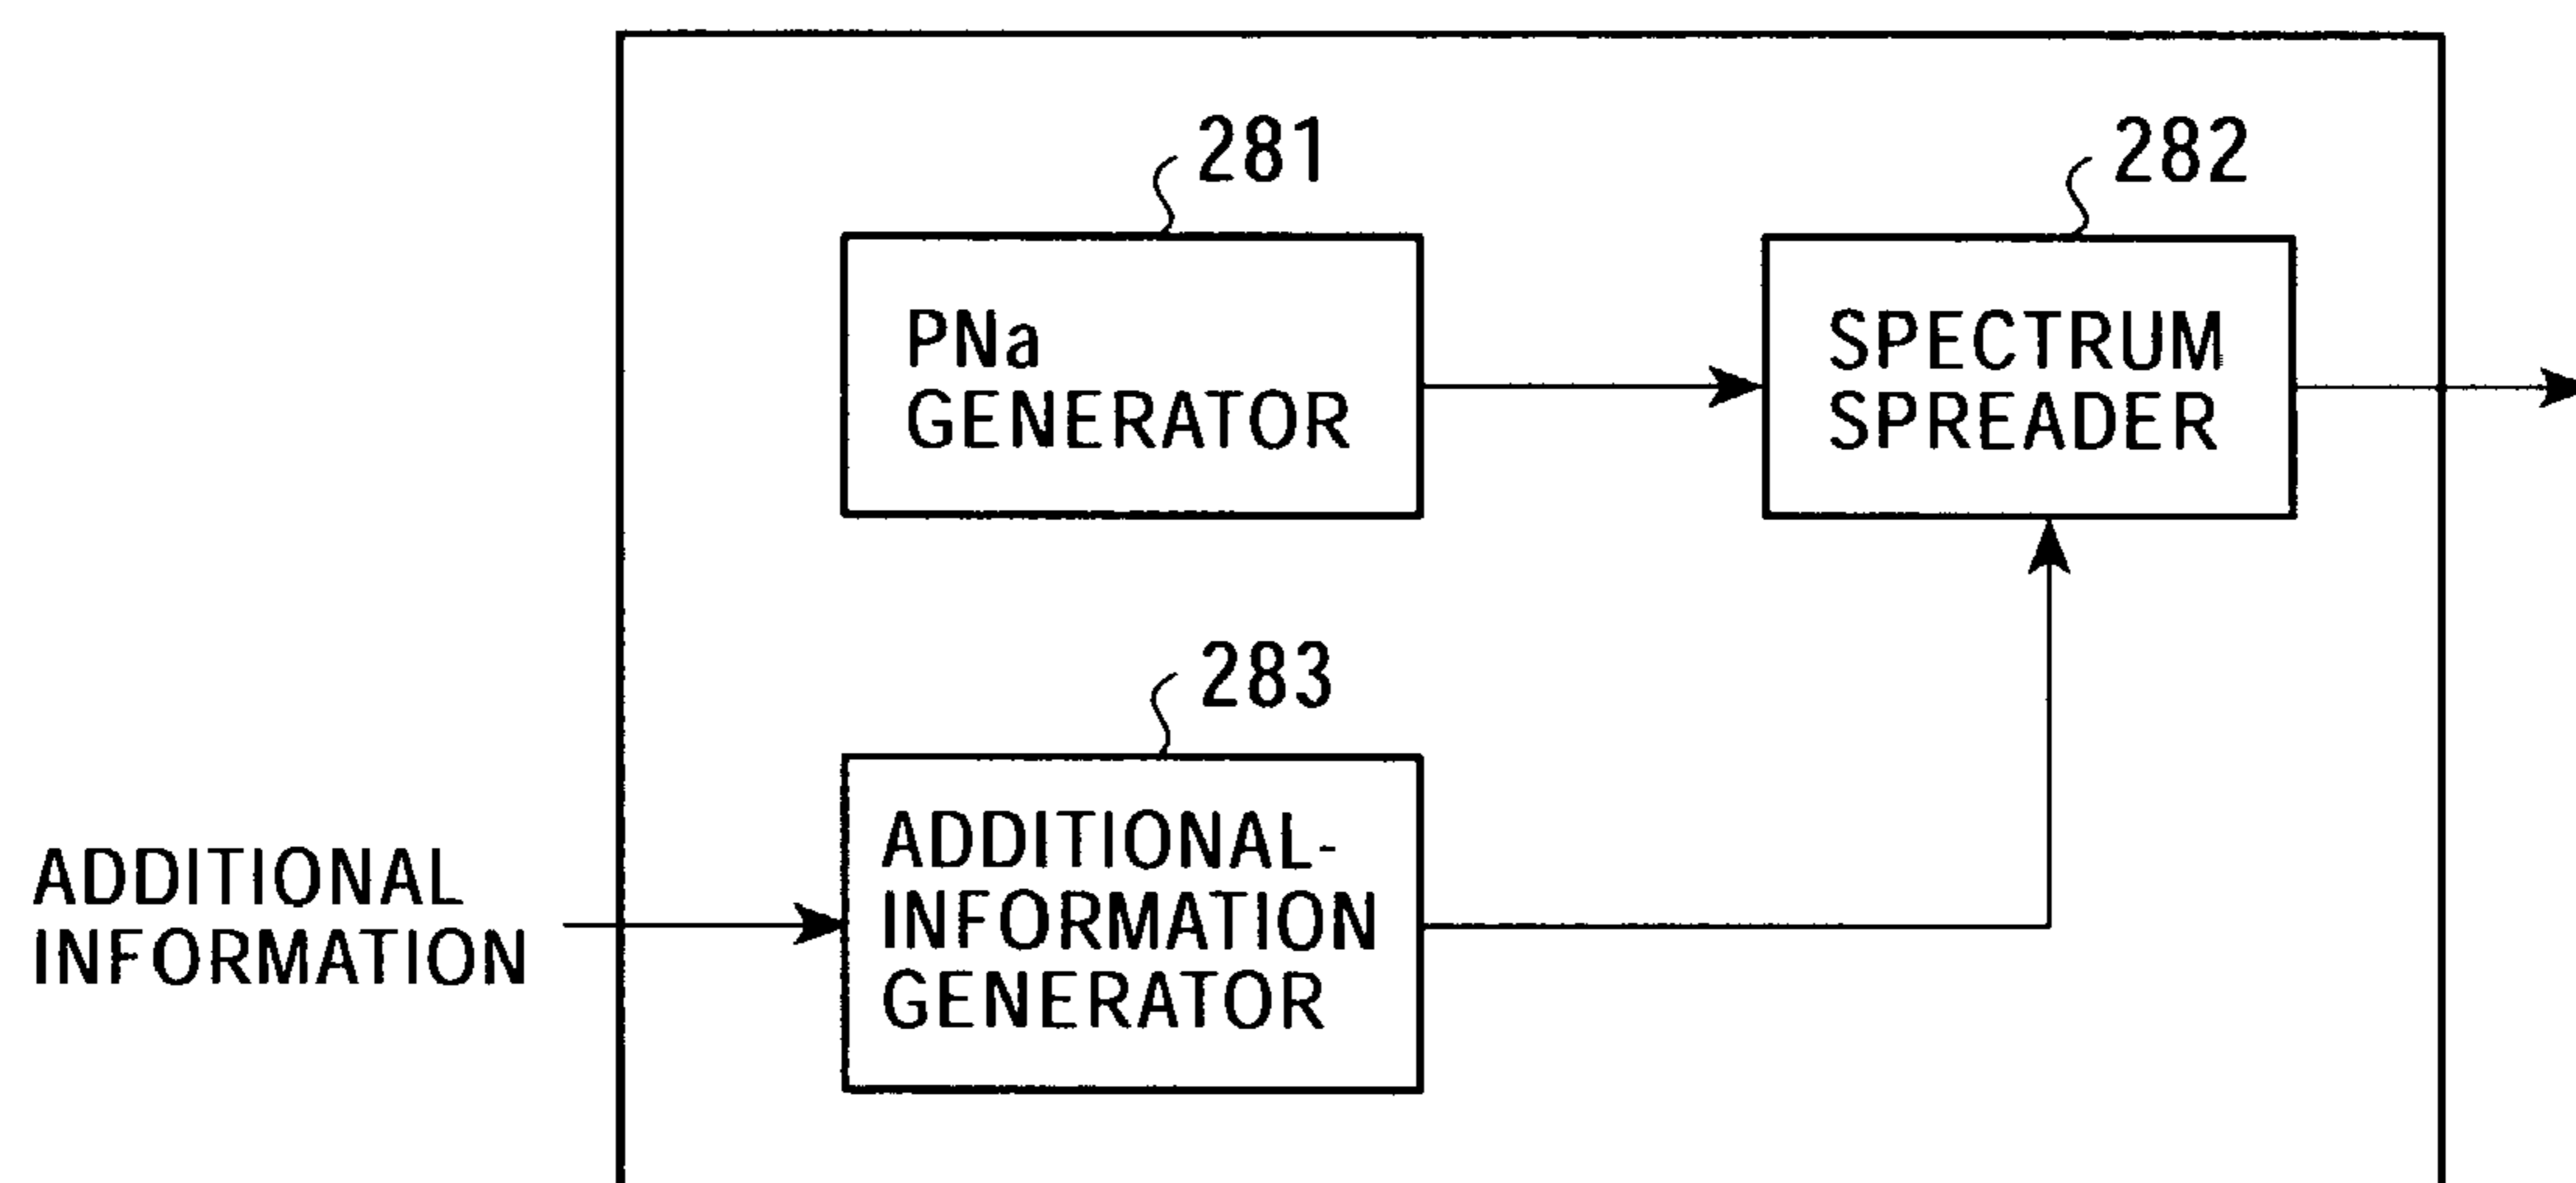 281
282
PNa
GENERATOR
SPECTRUM
SPREADER
283
ADDITIONAL-
INFORMATION
GENERATOR
ADDITIONAL
INFORMATION